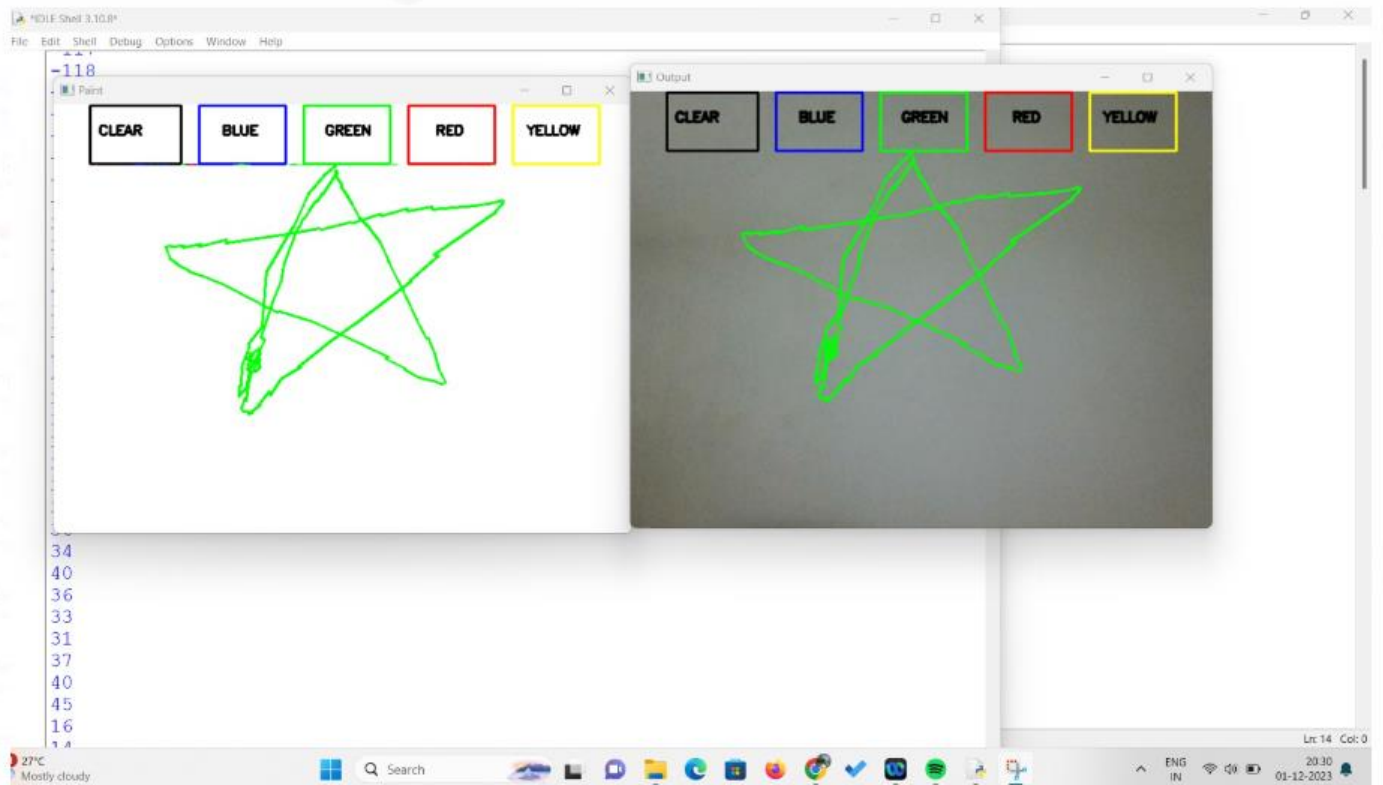 *IDLE Shell 3.10.8*
File Edit Shell Debug Options Window Help
-118
Paint
CLEAR BLUE GREEN RED YELLOW
Output
CLEAR BLUE GREEN RED YELLOW
34
40
36
33
31
37
40
45
16
Ln: 14 Col: 0
27°C
Mostly cloudy
Search
ENG
IN
20:30
01-12-2023